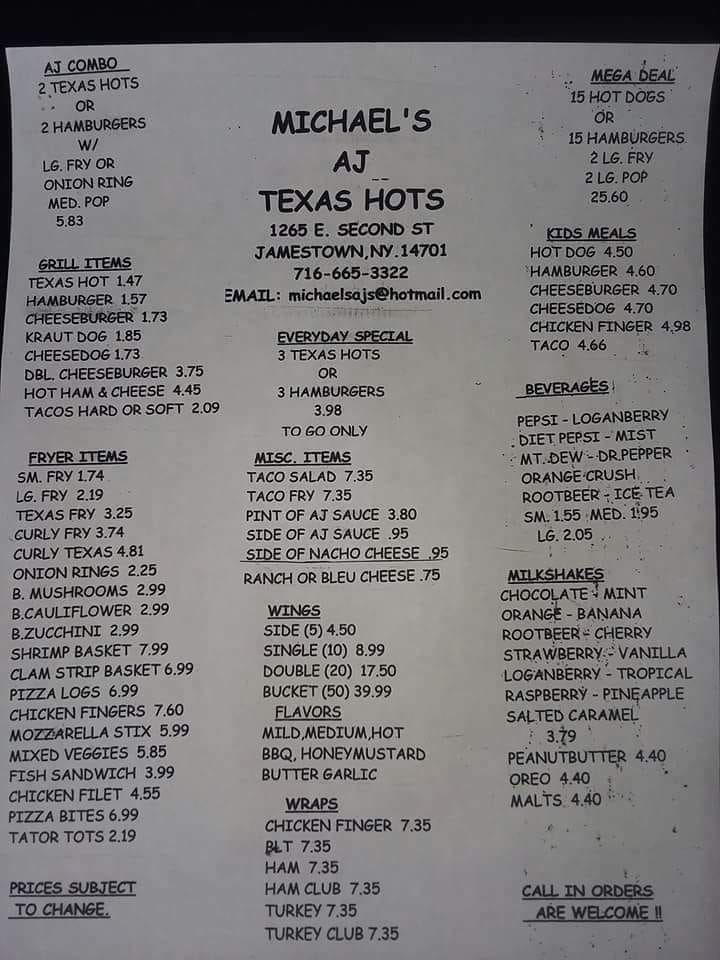 AJ COMBO
2 TEXAS HOTS
OR
2 HAMBURGERS
W/
LG. FRY OR
ONION RING
MED. POP
5.83
GRILL ITEMS
TEXAS HOT 1.47
HAMBURGER 1.57
CHEESEBURGER 1.73
KRAUT DOG 1.85
CHEESEDOG 1.73
DBL. CHEESEBURGER 3.75
HOT HAM & CHEESE 4.45
TACOS HARD OR SOFT 2.09
FRYER ITEMS
SM. FRY 1.74
LG. FRY 2.19
TEXAS FRY 3.25
CURLY FRY 3.74
CURLY TEXAS 4.81
ONION RINGS 2.25
B. MUSHROOMS 2.99
B.CAULIFLOWER 2.99
B.ZUCCHINI 2.99
SHRIMP BASKET 7.99
CLAM STRIP BASKET 6.99
PIZZA LOGS 6.99
CHICKEN FINGERS 7.60
MOZZARELLA STIX 5.99
MIXED VEGGIES 5.85
FISH SANDWICH 3.99
CHICKEN FILET 4.55
PIZZA BITES 6.99
TATOR TOTS 2.19
PRICES SUBJECT
TO CHANGE.
MICHAEL'S
AJ
TEXAS HOTS
1265 E. SECOND ST
JAMESTOWN,NY.14701
716-665-3322
EMAIL: michaelsajs@hotmail.com
EVERYDAY SPECIAL
3 TEXAS HOTS
OR
3 HAMBURGERS
3.98
TO GO ONLY
MISC. ITEMS
TACO SALAD 7.35
TACO FRY 7.35
PINT OF AJ SAUCE 3.80
SIDE OF AJ SAUCE .95
SIDE OF NACHO CHEESE .95
RANCH OR BLEU CHEESE .75
WINGS
SIDE (5) 4.50
SINGLE (10) 8.99
DOUBLE (20) 17.50
BUCKET (50) 39.99
FLAVORS
MILD,MEDIUM,HOT
BBQ, HONEYMUSTARD
BUTTER GARLIC
WRAPS
CHICKEN FINGER 7.35
BLT 7.35
HAM 7.35
HAM CLUB 7.35
TURKEY 7.35
TURKEY CLUB 7.35
MEGA DEAL
15 HOT DOGS
OR
15 HAMBURGERS
2 LG. FRY
2 LG. POP
25.60
KIDS MEALS
HOT DOG 4.50
HAMBURGER 4.60
CHEESEBURGER 4.70
CHEESEDOG 4.70
CHICKEN FINGER 4.98
TACO 4.66
BEVERAGES
PEPSI - LOGANBERRY
DIET PEPSI - MIST
MT. DEW - DR.PEPPER
ORANGE CRUSH
ROOTBEER - ICE TEA
SM. 1.55 MED. 1.95
LG. 2.05
MILKSHAKES
CHOCOLATE - MINT
ORANGE - BANANA
ROOTBEER - CHERRY
STRAWBERRY - VANILLA
LOGANBERRY - TROPICAL
RASPBERRY - PINEAPPLE
SALTED CARAMEL
3.79
PEANUTBUTTER 4.40
OREO 4.40
MALTS 4.40
CALL IN ORDERS
ARE WELCOME !!